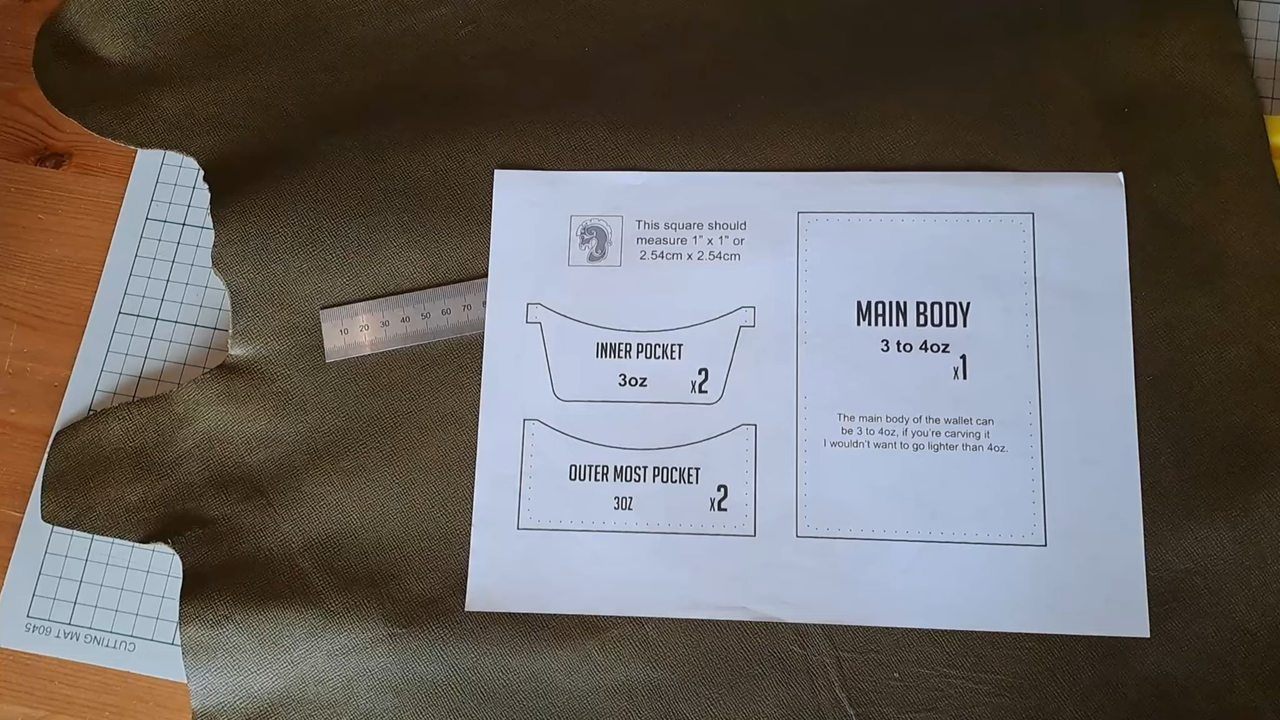 This square should
measure 1" x 1" or
2.54cm x 2.54cm
10 20 30 40 50 60 70
INNER POCKET
3oz
x2
OUTER MOST POCKET
3OZ
x2
MAIN BODY
3 to 4oz
x1
The main body of the wallet can
be 3 to 4oz, if you're carving it
I wouldn't want to go lighter than 4oz.
CUTTING MAT 6045